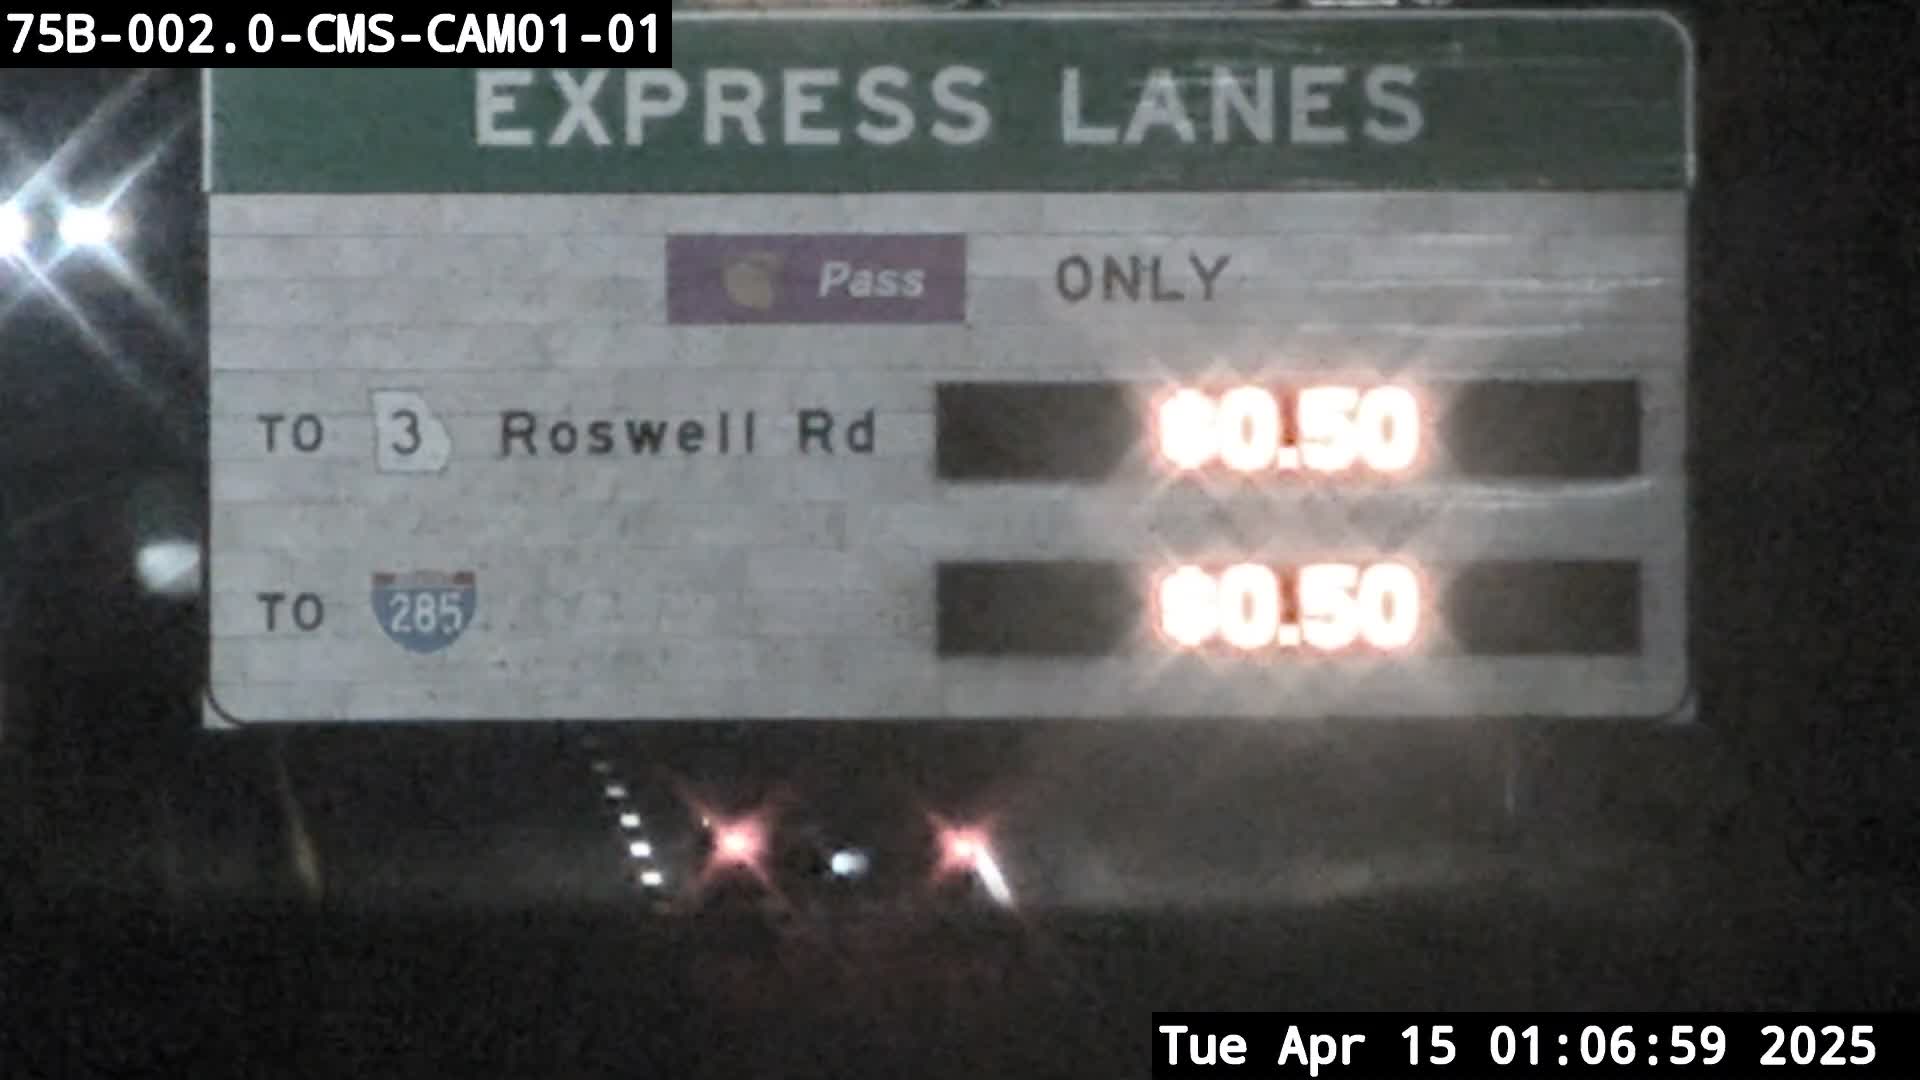 75B-002.0-CMS-CAM01-01
EXPRESS LANES
Pass ONLY
TO 3 Roswell Rd $0.50
TO 285 $0.50
Tue Apr 15 01:06:59 2025